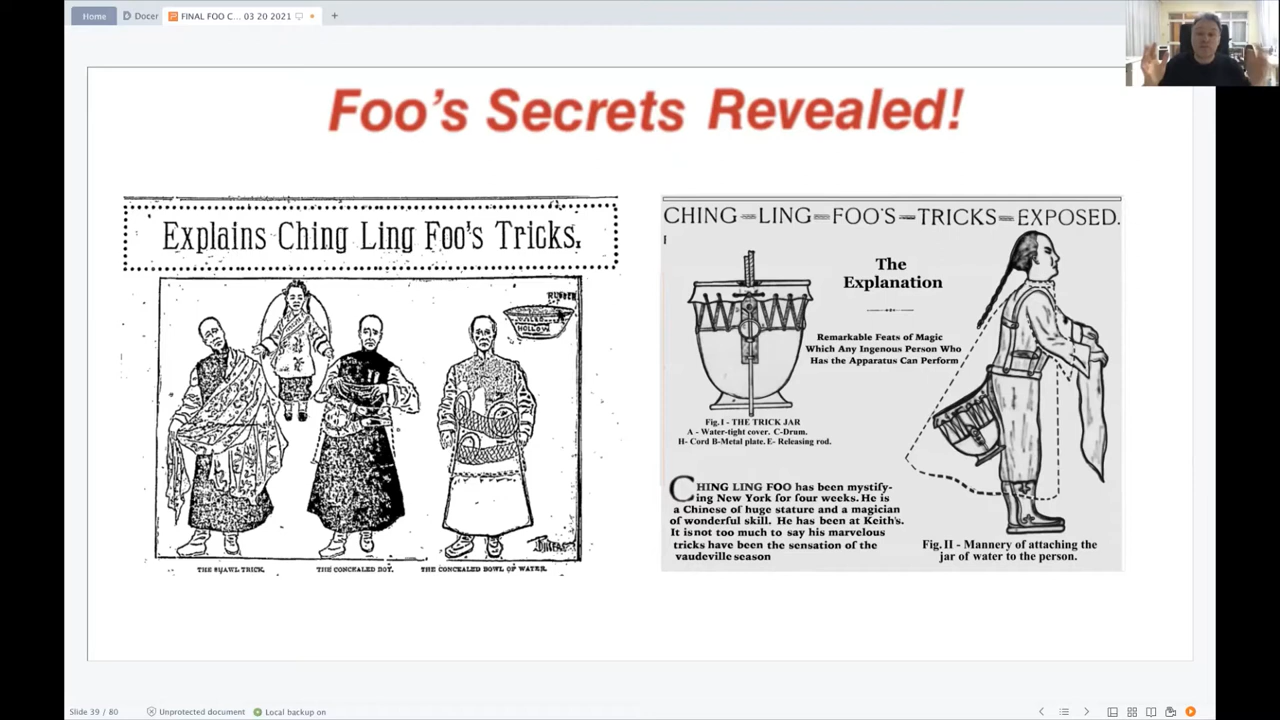 Home
Docer
FINAL FOO C... 03 20 2021
Foo's Secrets Revealed!
Explains Ching Ling Foo's Tricks.
RUBBER
HOLLOW
THE SHAWL TRICK.
THE CONCEALED BOY.
THE CONCEALED BOWL OF WATER.
CHING-LING-FOO'S-TRICKS-EXPOSED.
The
Explanation
Remarkable Feats of Magic
Which Any Ingenous Person Who
Has the Apparatus Can Perform
Fig.I - THE TRICK JAR
A - Water-tight cover. C-Drum.
H- Cord B-Metal plate. E- Releasing rod.
CHING LING FOO has been mystify-
ing New York for four weeks. He is
a Chinese of huge stature and a magician
of wonderful skill. He has been at Keith's.
It is not too much to say his marvelous
tricks have been the sensation of the
vaudeville season
Fig.II - Mannery of attaching the
jar of water to the person.
Slide 39 / 80
Unprotected document
Local backup on